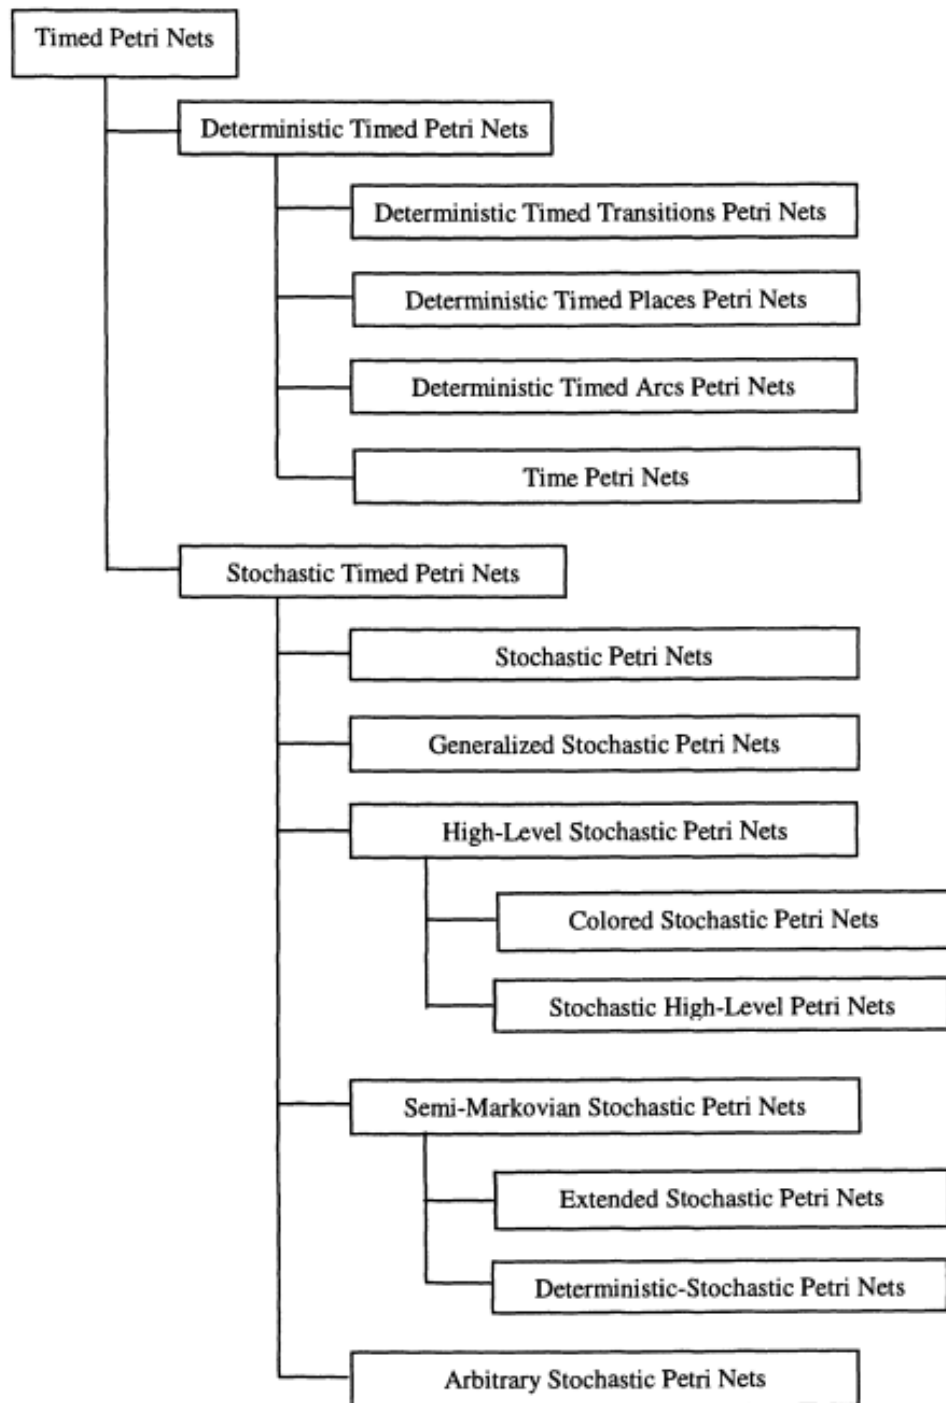 Timed Petri Nets
Deterministic Timed Petri Nets
Deterministic Timed Transitions Petri Nets
Deterministic Timed Places Petri Nets
Deterministic Timed Arcs Petri Nets
Time Petri Nets
Stochastic Timed Petri Nets
Stochastic Petri Nets
Generalized Stochastic Petri Nets
High-Level Stochastic Petri Nets
Colored Stochastic Petri Nets
Stochastic High-Level Petri Nets
Semi-Markovian Stochastic Petri Nets
Extended Stochastic Petri Nets
Deterministic-Stochastic Petri Nets
Arbitrary Stochastic Petri Nets